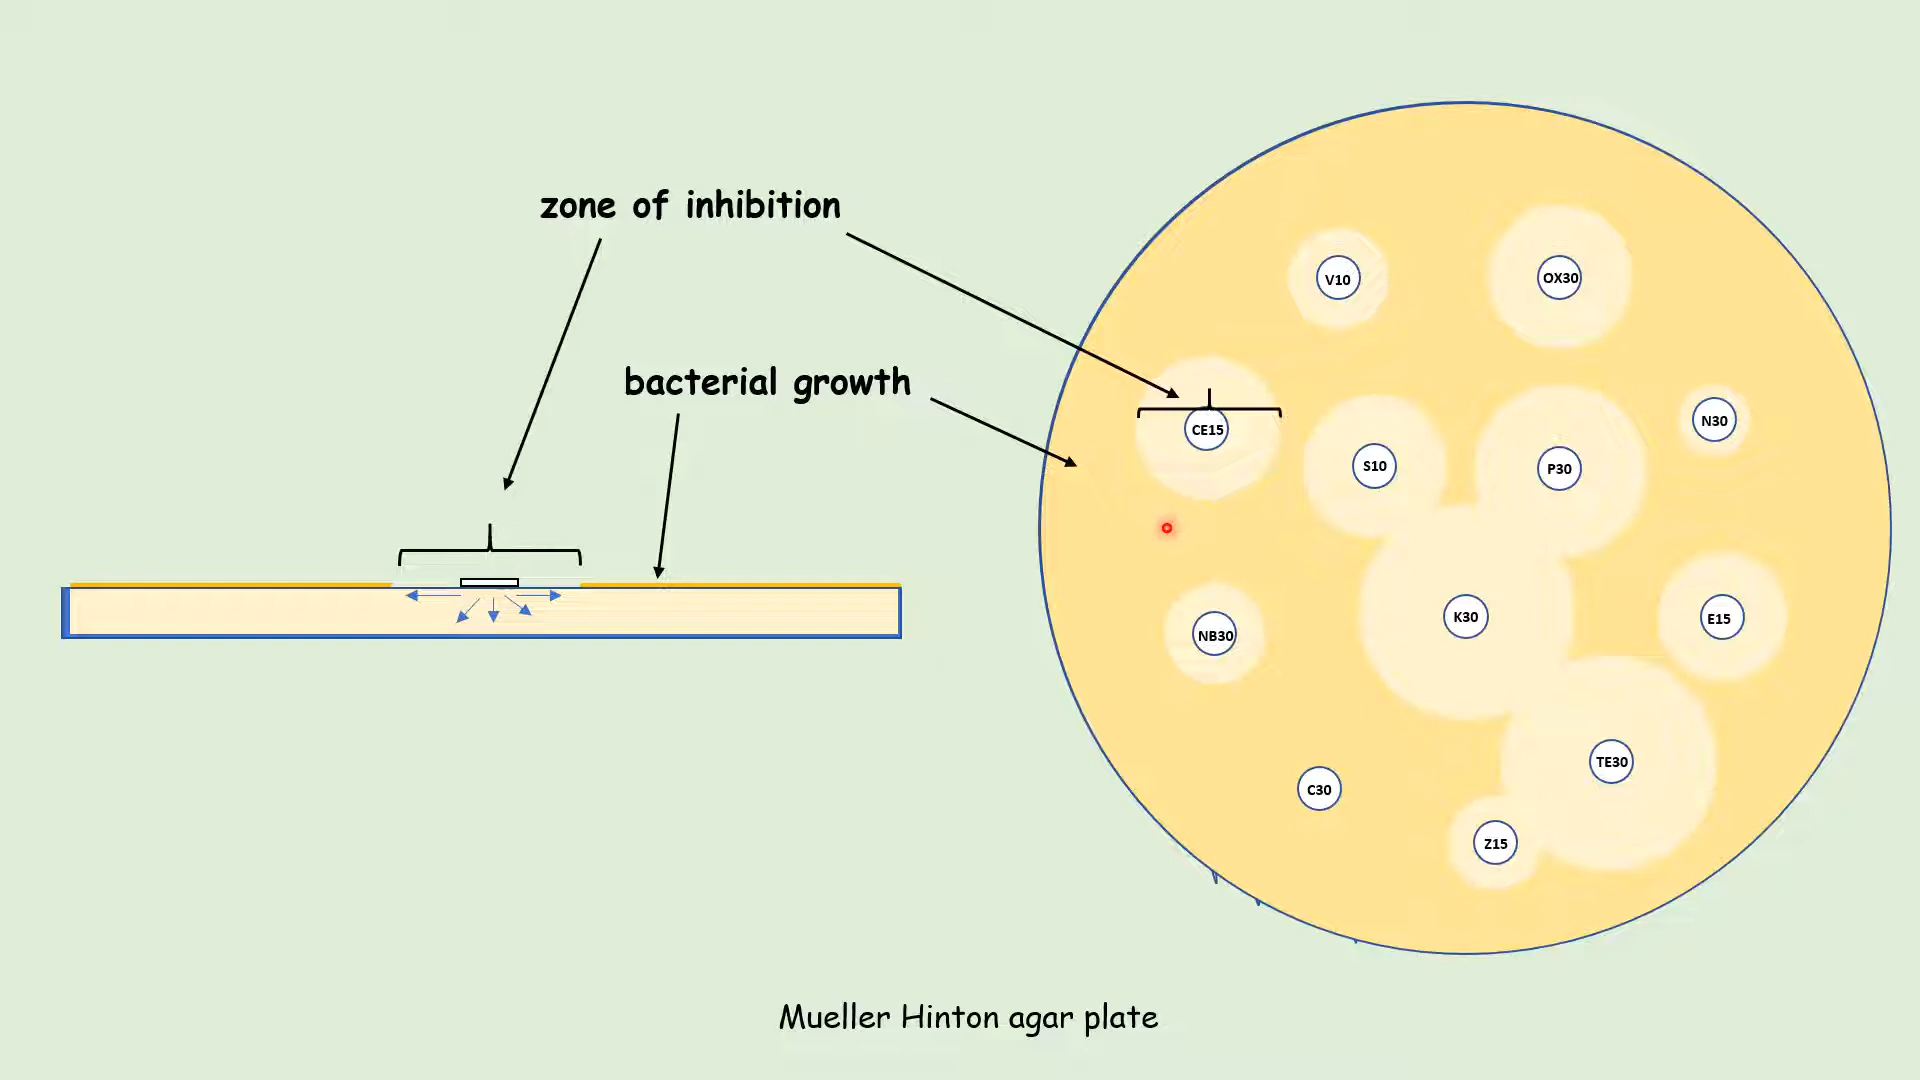 zone of inhibition
bacterial growth
V10
OX30
CE15
S10
P30
N30
NB30
K30
E15
C30
TE30
Z15
Mueller Hinton agar plate